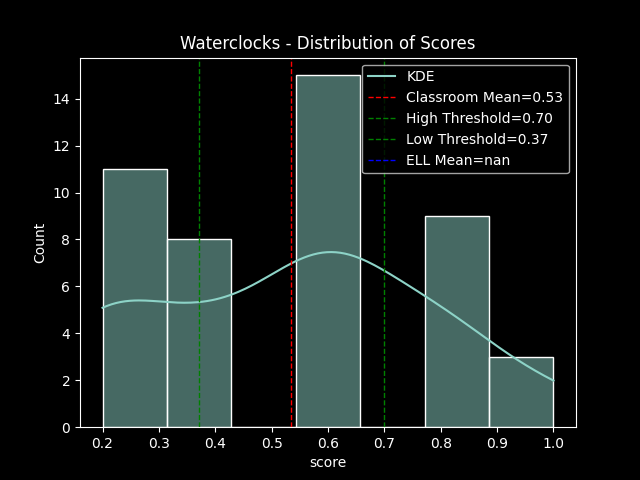 Waterclocks - Distribution of Scores
KDE
Classroom Mean=0.53
High Threshold=0.70
Low Threshold=0.37
ELL Mean=nan
14
12
10
8
6
4
2
0
Count
0.2 0.3 0.4 0.5 0.6 0.7 0.8 0.9 1.0
score